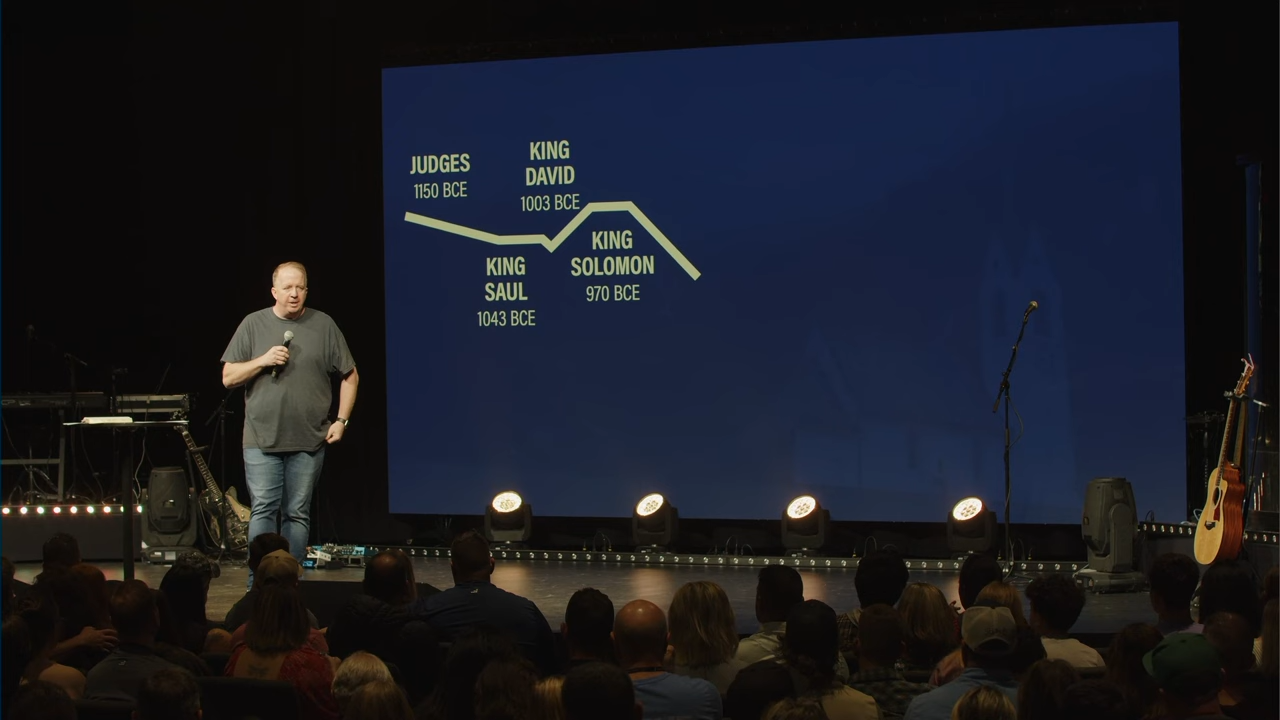 JUDGES
1150 BCE
KING
SAUL
1043 BCE
KING
DAVID
1003 BCE
KING
SOLOMON
970 BCE